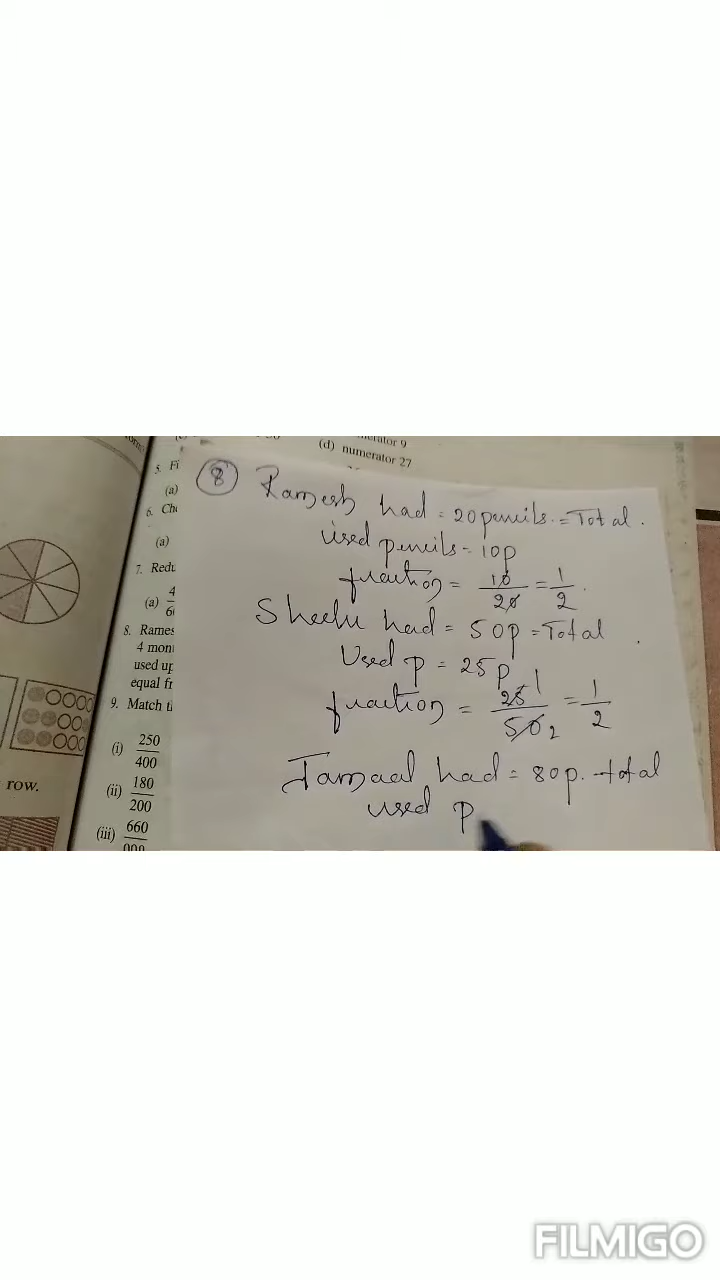 (d) numerator 9
numerator 27
5. Fi
(a)
6. Ch
(a)
7. Redu
(a) 4
8. Rames
4 mon
used up
equal fr
9. Match t
(i) 250/400
(ii) 180/200
(iii) 660
row.
8 Ramesh had = 20 pencils = Total.
used pencils = 10p
fraction = 10/20 = 1/2.
Sheelu had = 50p = Total.
Used p = 25p
fraction = 25 1/50 2 = 1/2
Jamaal had = 80p. total
used p
FILMIGO